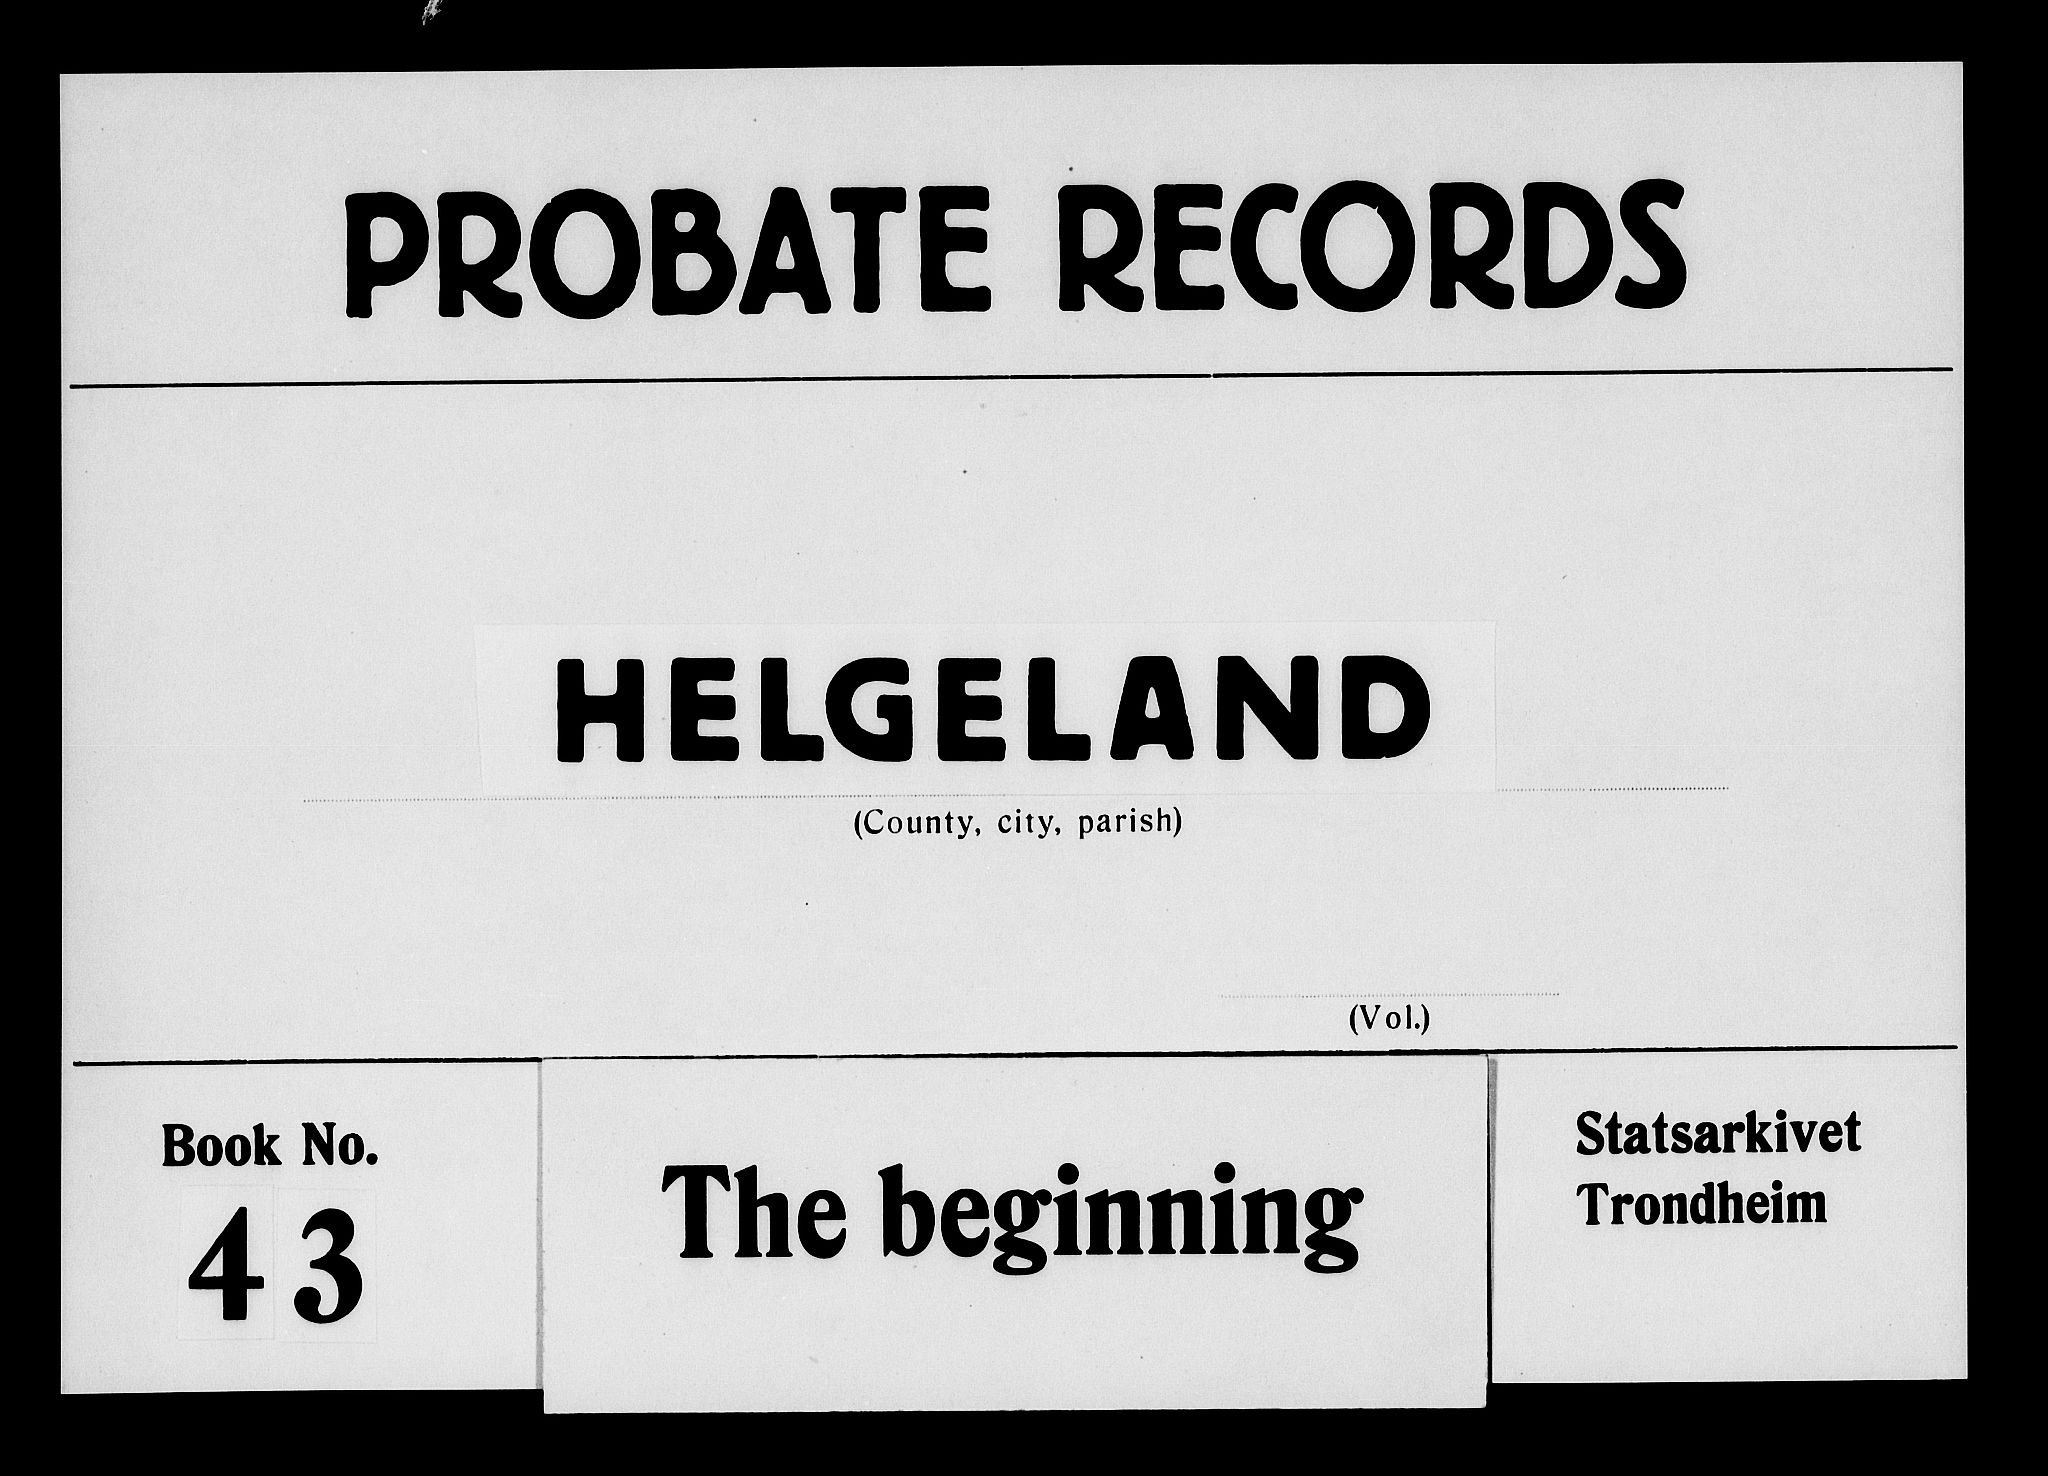 PROBATE RECORDS
HELGELAND
(County, city, parish)
(Vol.)
Book No.
43
The beginning
Statsarkivet
Trondheim